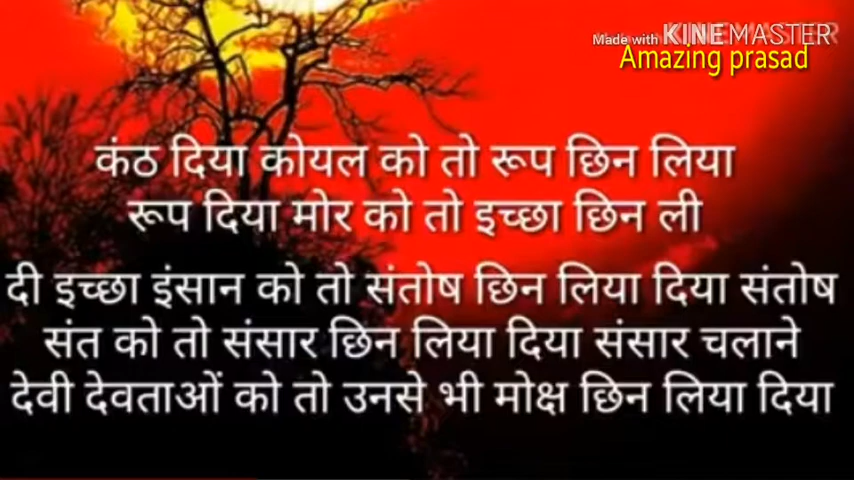 Made with KINEMASTER
Amazing prasad
कंठ दिया कोयल को तो रूप छिन लिया
रूप दिया मोर को तो इच्छा छिन ली
दी इच्छा इंसान को तो संतोष छिन लिया दिया संतोष
संत को तो संसार छिन लिया दिया संसार चलाने
देवी देवताओं को तो उनसे भी मोक्ष छिन लिया दिया